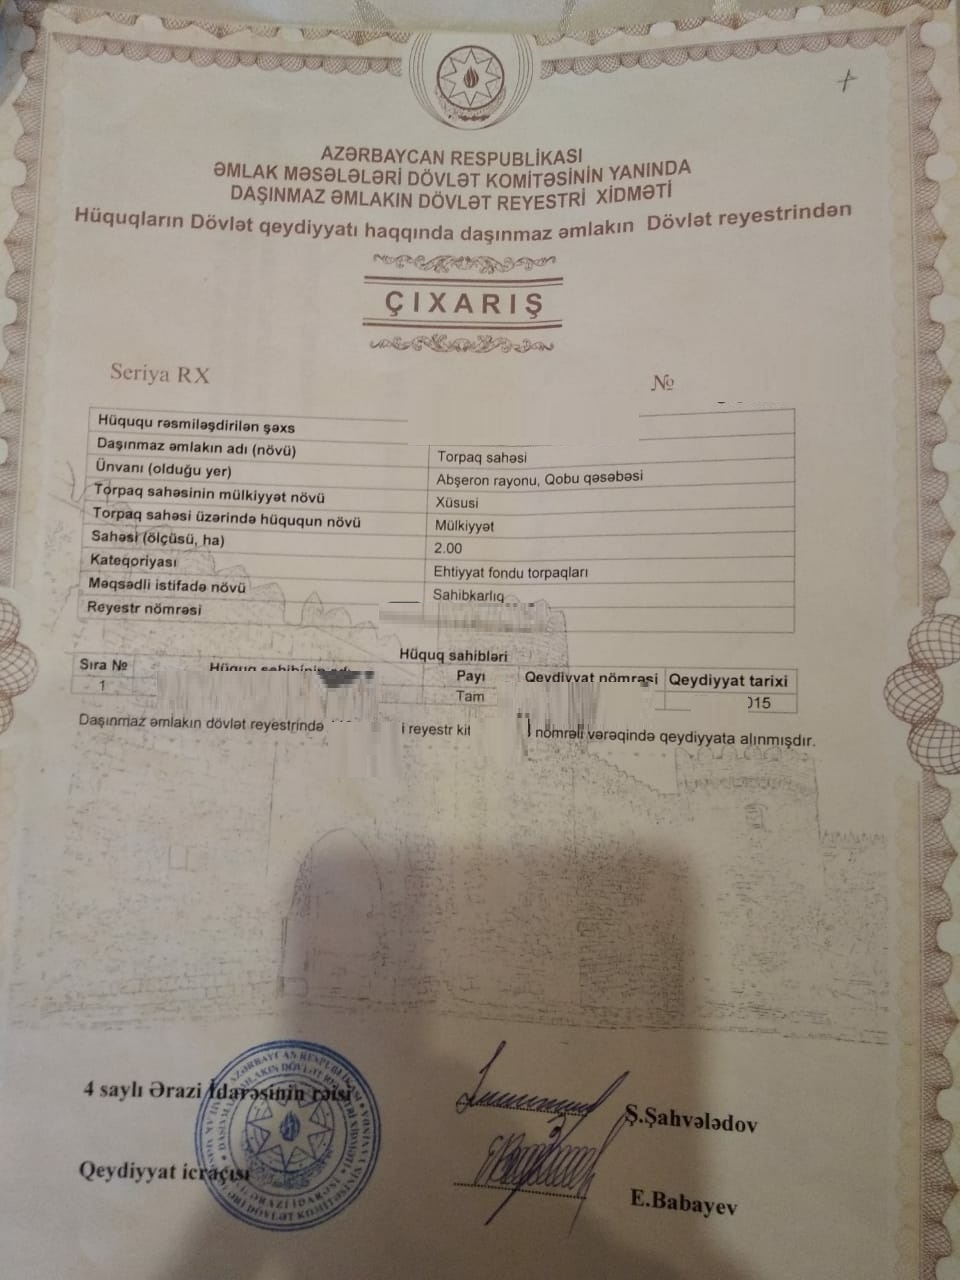 AZƏRBAYCAN RESPUBLİKASI
ƏMLAK MƏSƏLƏLƏRİ DÖVLƏT KOMİTƏSİNİN YANINDA
DAŞINMAZ ƏMLAKIN DÖVLƏT REYESTRİ XİDMƏTİ
Hüquqların Dövlət qeydiyyatı haqqında daşınmaz əmlakın Dövlət reyestrindən
ÇIXARIŞ
Seriya RX №
Hüququ rəsmiləşdirilən şəxs
Daşınmaz əmlakın adı (növü) Torpaq sahəsi
Ünvanı (olduğu yer) Abşeron rayonu, Qobu qəsəbəsi
Torpaq sahəsinin mülkiyyət növü Xüsusi
Torpaq sahəsi üzərində hüququn növü Mülkiyyət
Sahəsi (ölçüsü, ha) 2.00
Kateqoriyası Ehtiyyat fondu torpaqları
Məqsədli istifadə növü Sahibkarlıq
Reyestr nömrəsi
Hüquq sahibləri
Sıra № Hüquq sahibinin adı Payı Qeydiyyat nömrəsi Qeydiyyat tarixi
1 Tam 015
Daşınmaz əmlakın dövlət reyestrində i reyestr kit nömrəli vərəqində qeydiyyata alınmışdır.
4 saylı Ərazi İdarəsinin rəisi Ş.Şahvələdov
Qeydiyyat icraçısı E.Babayev